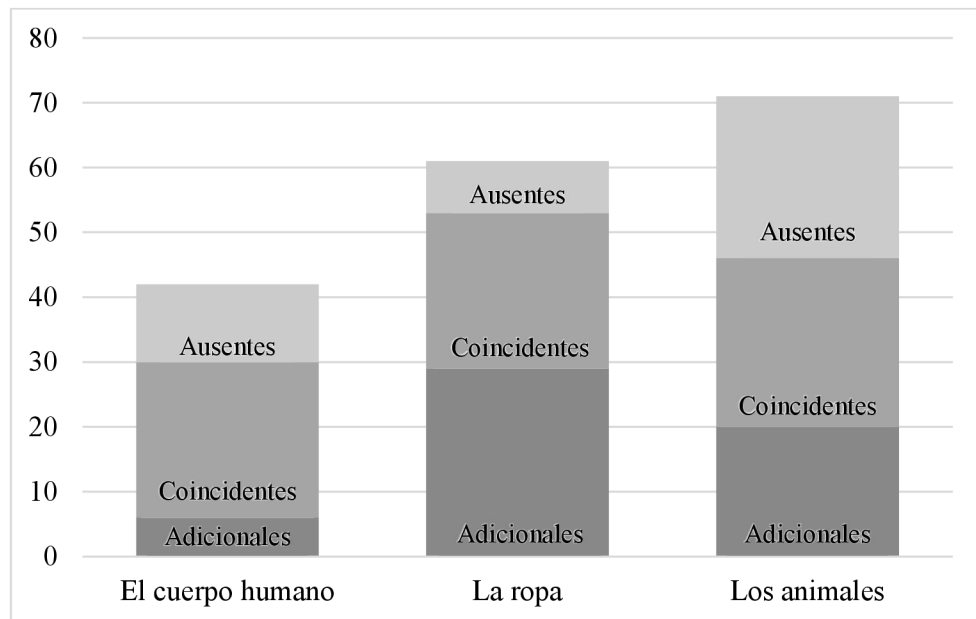 80
70
60
50
40
30
20
10
0
Ausentes
Coincidentes
Adicionales
Ausentes
Coincidentes
Adicionales
Ausentes
Coincidentes
Adicionales
El cuerpo humano
La ropa
Los animales